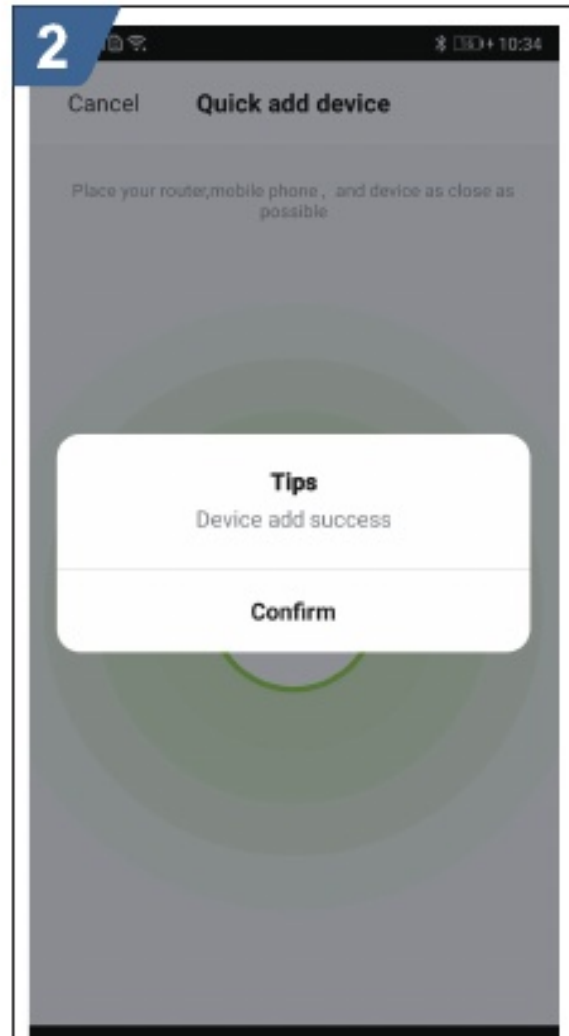 2
10:34
Cancel
Quick add device
Place your router,mobile phone, and device as close as
possible
Tips
Device add success
Confirm